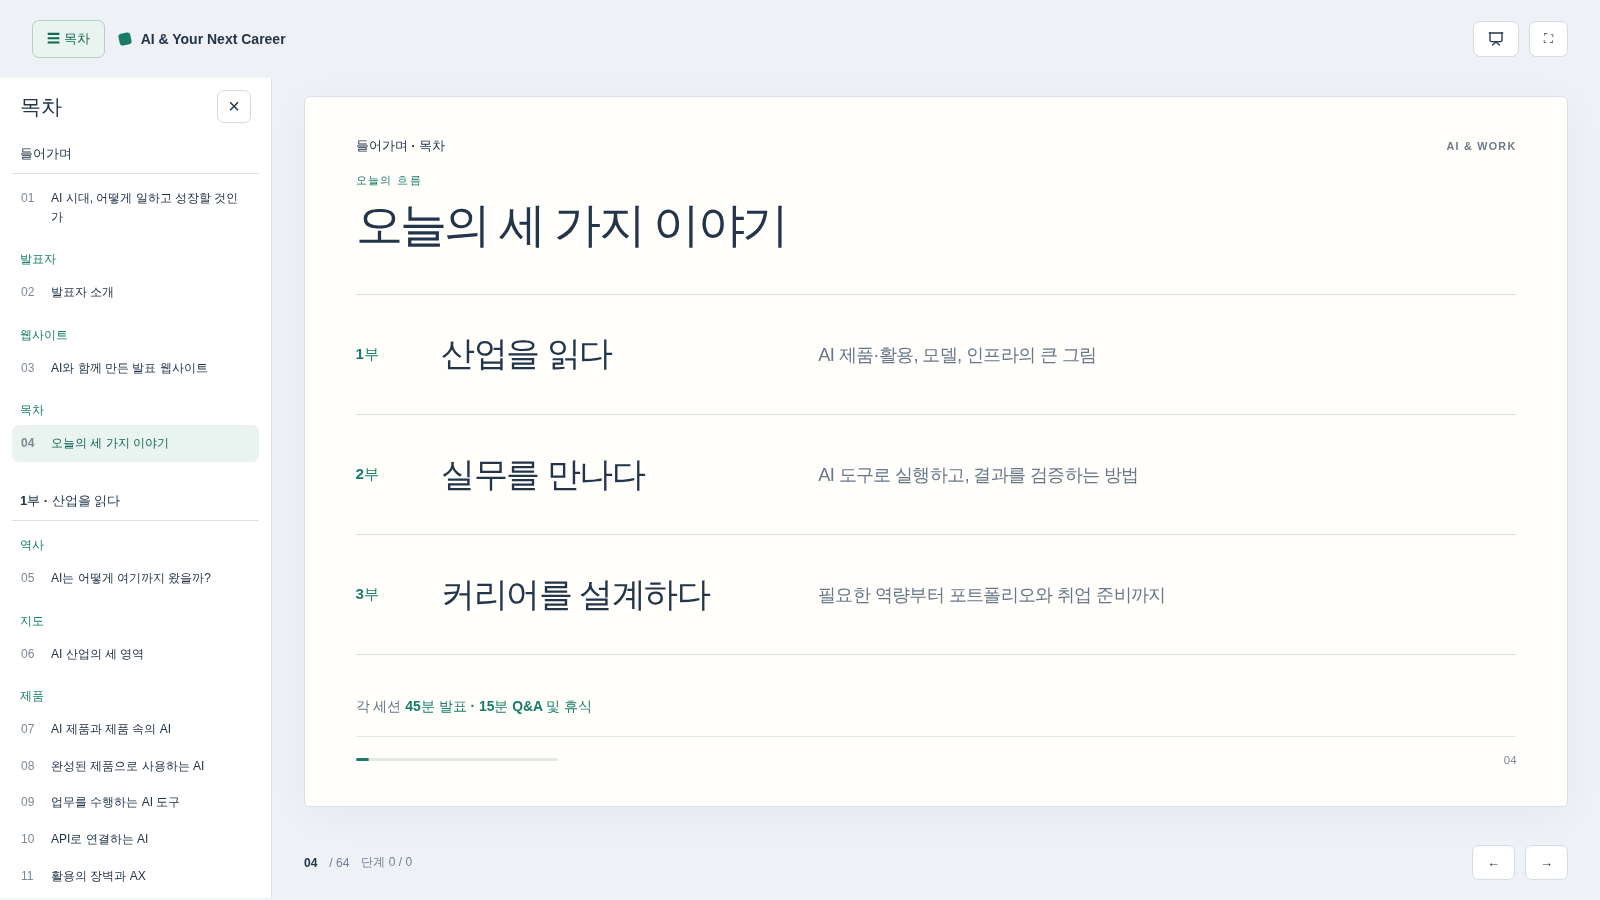 ☰ 목차
AI & Your Next Career
목차
들어가며
01 AI 시대, 어떻게 일하고 성장할 것인
가
발표자
02 발표자 소개
웹사이트
03 AI와 함께 만든 발표 웹사이트
목차
04 오늘의 세 가지 이야기
1부 · 산업을 읽다
역사
05 AI는 어떻게 여기까지 왔을까?
지도
06 AI 산업의 세 영역
제품
07 AI 제품과 제품 속의 AI
08 완성된 제품으로 사용하는 AI
09 업무를 수행하는 AI 도구
10 API로 연결하는 AI
11 활용의 장벽과 AX
들어가며 · 목차
AI & WORK
오늘의 흐름
오늘의 세 가지 이야기
1부 산업을 읽다 AI 제품·활용, 모델, 인프라의 큰 그림
2부 실무를 만나다 AI 도구로 실행하고, 결과를 검증하는 방법
3부 커리어를 설계하다 필요한 역량부터 포트폴리오와 취업 준비까지
각 세션 45분 발표 · 15분 Q&A 및 휴식
04
04 / 64 단계 0 / 0
← →